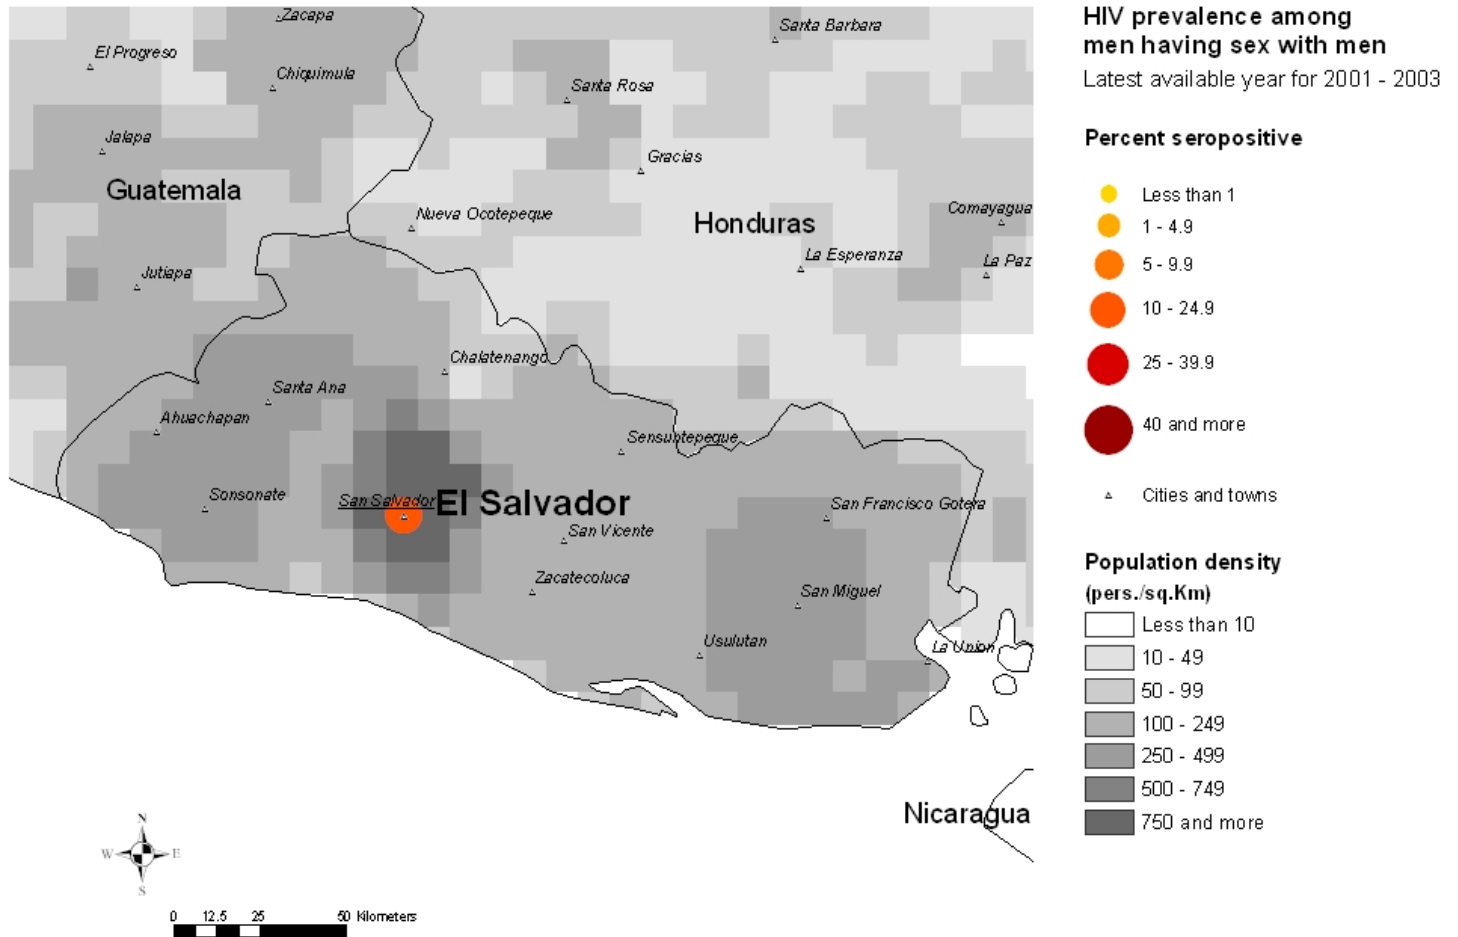 Zacapa
Santa Barbara
El Progreso
Chiquimula
Santa Rosa
Jalapa
Gracias
Guatemala
Nueva Ocotepeque
Honduras
Comayagua
La Esperanza
La Paz
Jutiapa
Chalatenango
Santa Ana
Ahuachapan
Sensuntepeque
Sonsonate
San Salvador
El Salvador
San Francisco Gotera
San Vicente
Zacatecoluca
San Miguel
Usulutan
La Union
Nicaragua
N
W E
S
0 12.5 25 50 Kilometers
HIV prevalence among
men having sex with men
Latest available year for 2001 - 2003
Percent seropositive
Less than 1
1 - 4.9
5 - 9.9
10 - 24.9
25 - 39.9
40 and more
Cities and towns
Population density
(pers./sq.Km)
Less than 10
10 - 49
50 - 99
100 - 249
250 - 499
500 - 749
750 and more